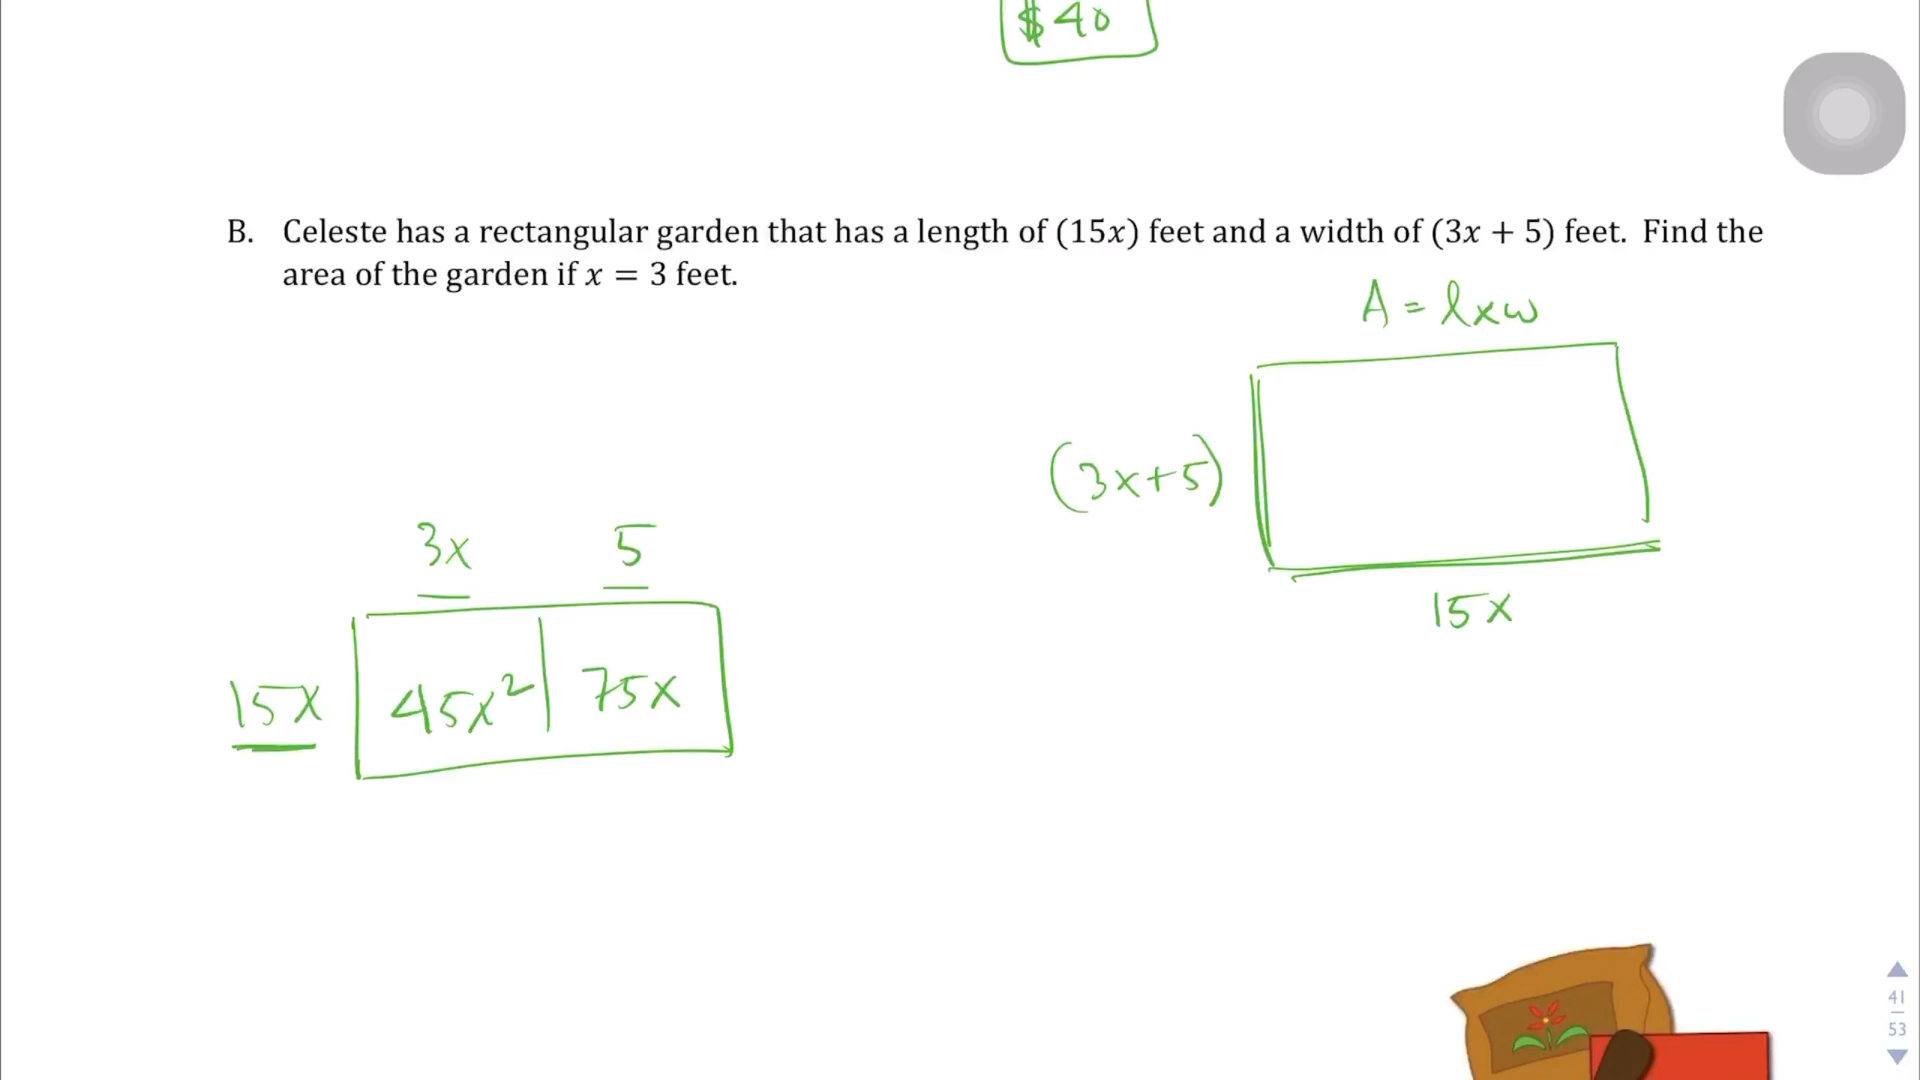 $40
B. Celeste has a rectangular garden that has a length of (15x) feet and a width of (3x + 5) feet. Find the
area of the garden if x = 3 feet.
A = l x w
(3x+5)
3x 5
15x
15x 45x² 75x
41
53